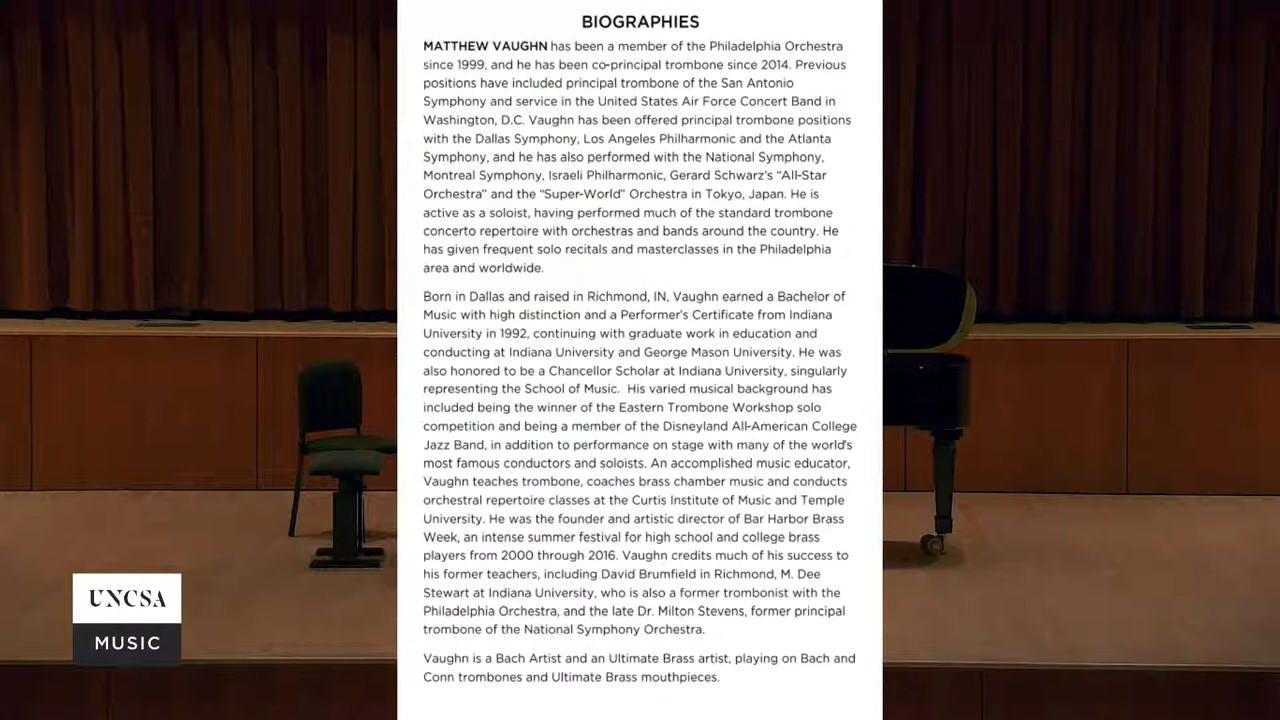 BIOGRAPHIES
MATTHEW VAUGHN has been a member of the Philadelphia Orchestra
since 1999, and he has been co-principal trombone since 2014. Previous
positions have included principal trombone of the San Antonio
Symphony and service in the United States Air Force Concert Band in
Washington, D.C. Vaughn has been offered principal trombone positions
with the Dallas Symphony, Los Angeles Philharmonic and the Atlanta
Symphony, and he has also performed with the National Symphony,
Montreal Symphony, Israeli Philharmonic, Gerard Schwarz's “All-Star
Orchestra” and the “Super-World” Orchestra in Tokyo, Japan. He is
active as a soloist, having performed much of the standard trombone
concerto repertoire with orchestras and bands around the country. He
has given frequent solo recitals and masterclasses in the Philadelphia
area and worldwide.
Born in Dallas and raised in Richmond, IN, Vaughn earned a Bachelor of
Music with high distinction and a Performer's Certificate from Indiana
University in 1992, continuing with graduate work in education and
conducting at Indiana University and George Mason University. He was
also honored to be a Chancellor Scholar at Indiana University, singularly
representing the School of Music. His varied musical background has
included being the winner of the Eastern Trombone Workshop solo
competition and being a member of the Disneyland All-American College
Jazz Band, in addition to performance on stage with many of the world's
most famous conductors and soloists. An accomplished music educator,
Vaughn teaches trombone, coaches brass chamber music and conducts
orchestral repertoire classes at the Curtis Institute of Music and Temple
University. He was the founder and artistic director of Bar Harbor Brass
Week, an intense summer festival for high school and college brass
players from 2000 through 2016. Vaughn credits much of his success to
his former teachers, including David Brumfield in Richmond, M. Dee
Stewart at Indiana University, who is also a former trombonist with the
Philadelphia Orchestra, and the late Dr. Milton Stevens, former principal
trombone of the National Symphony Orchestra.
Vaughn is a Bach Artist and an Ultimate Brass artist, playing on Bach and
Conn trombones and Ultimate Brass mouthpieces.
UNCSA
MUSIC